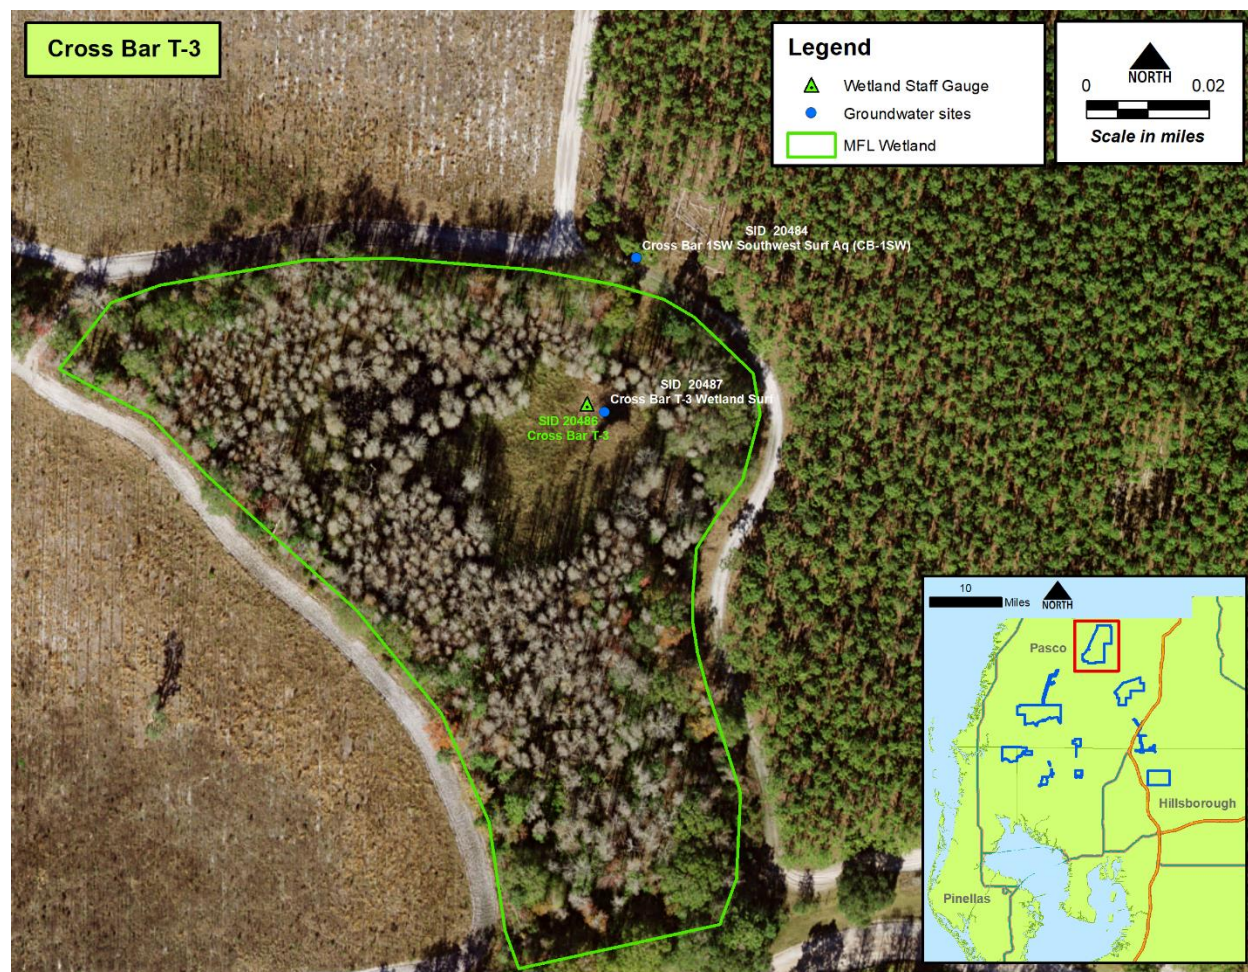 Cross Bar T-3
Legend
Wetland Staff Gauge
Groundwater sites
MFL Wetland
NORTH
0 0.02
Scale in miles
SID 20484
Cross Bar 1SW Southwest Surf Aq (CB-1SW)
SID 20487
Cross Bar T-3 Wetland Surf
SID 20486
Cross Bar T-3
10
Miles
NORTH
Pasco
Hillsborough
Pinellas